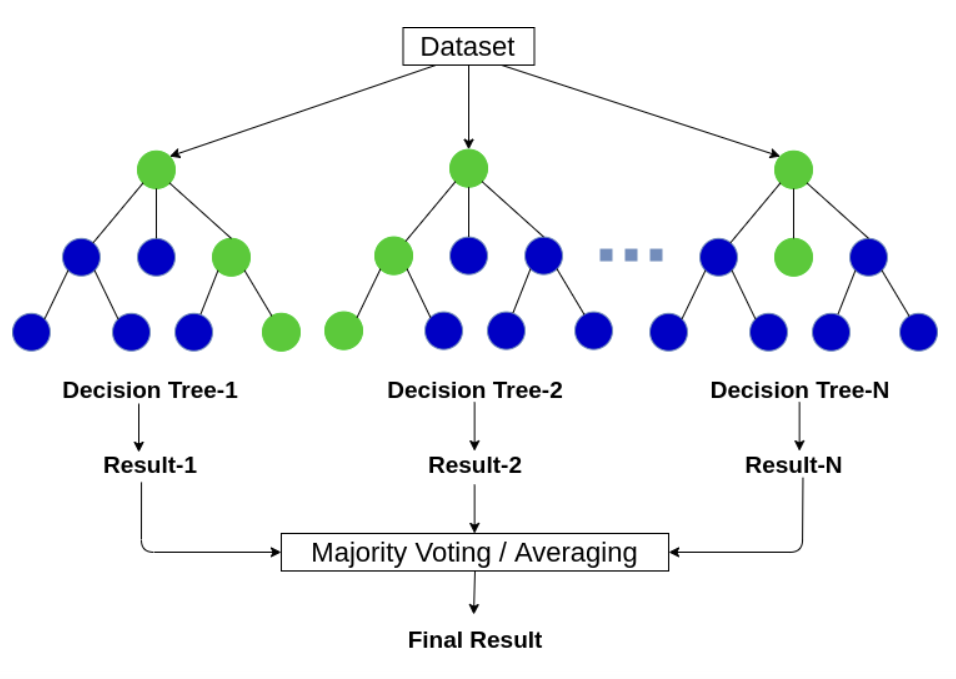 Dataset
Decision Tree-1
Decision Tree-2
Decision Tree-N
Result-1
Result-2
Result-N
Majority Voting / Averaging
Final Result